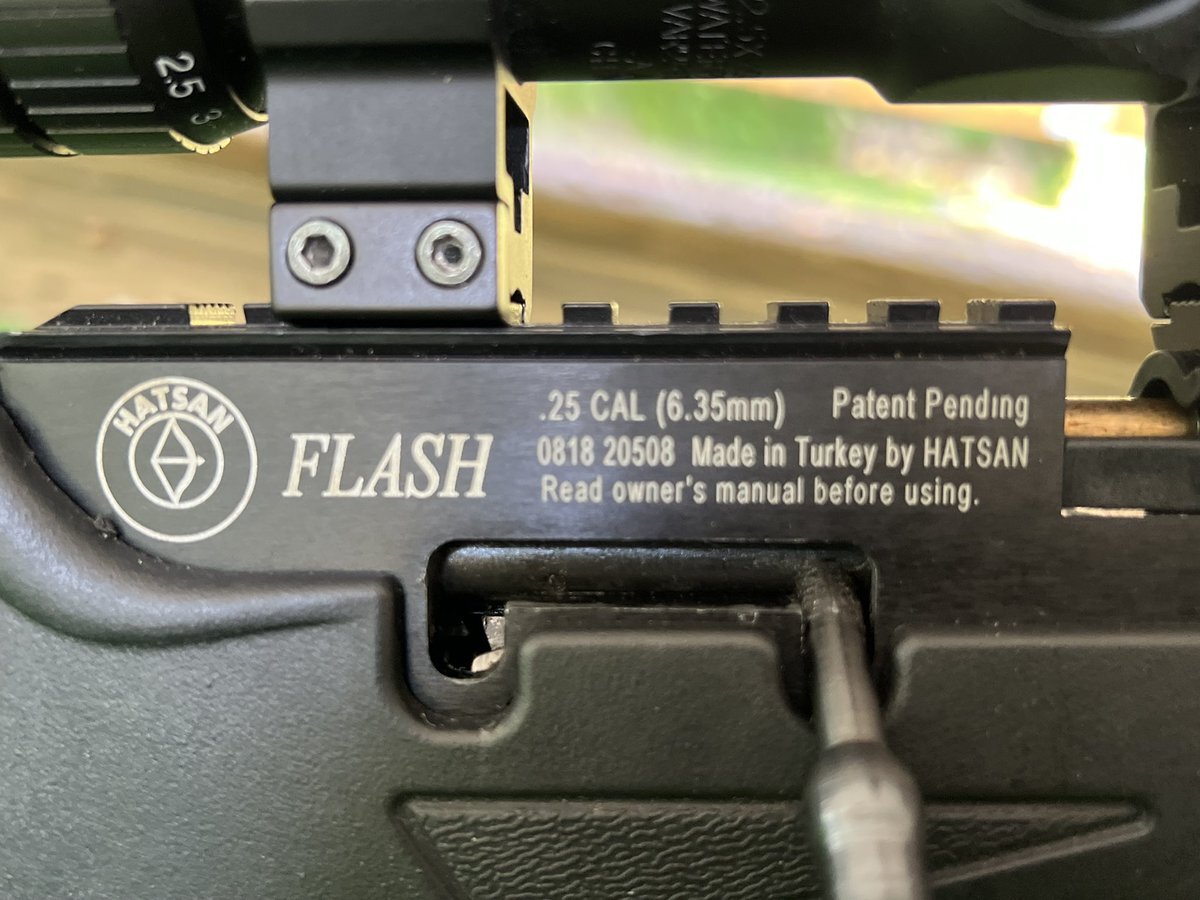 2.5 3
HATSAN
FLASH
.25 CAL (6.35mm) Patent Pending
0818 20508 Made in Turkey by HATSAN
Read owner's manual before using.